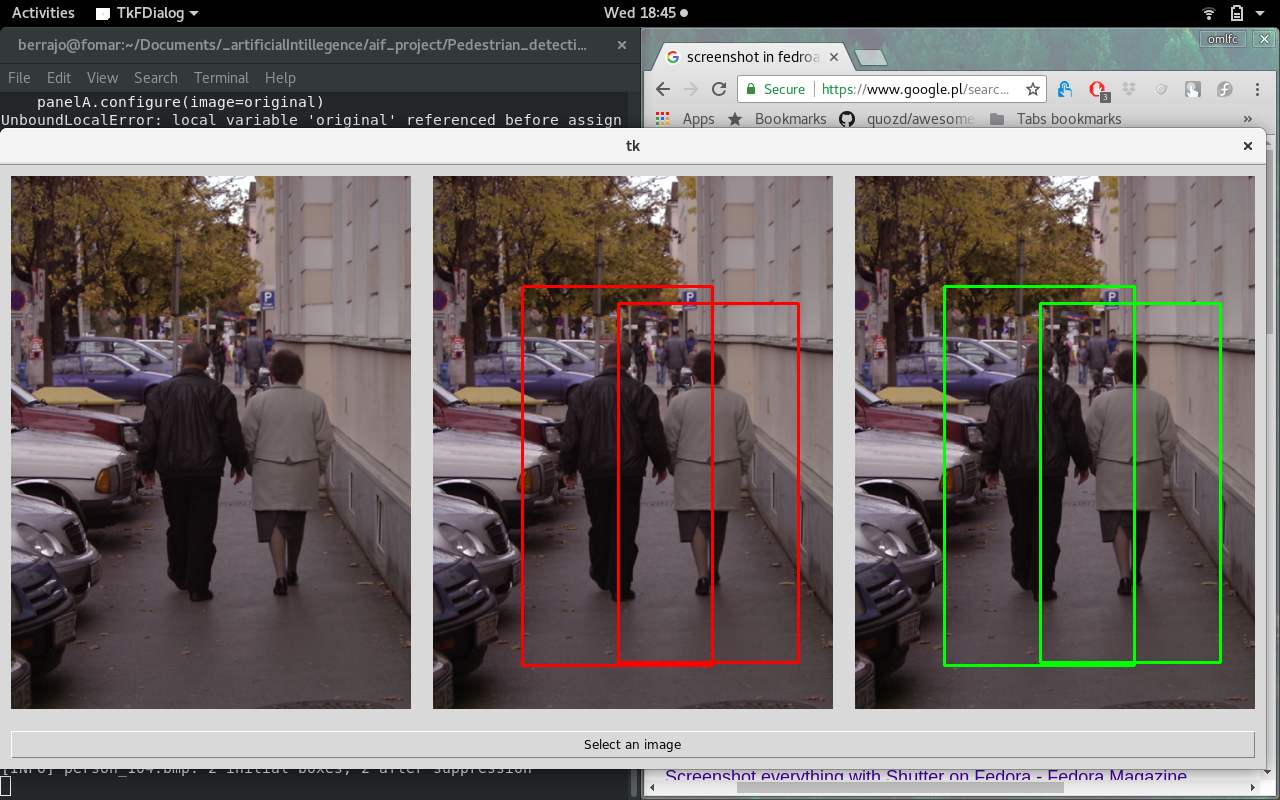 Activities TkFDialog Wed 18:45
berrajo@fomar:~/Documents/_artificialIntillegence/aif_project/Pedestrian_detecti...
File Edit View Search Terminal Help
panelA.configure(image=original)
UnboundLocalError: local variable 'original' referenced before assign
omlfc
screenshot in fedroa
Secure https://www.google.pl/searc...
3
Apps Bookmarks quozd/awesome Tabs bookmarks »
tk
P
P
P
Select an image
[INFO] person_104.bmp: 2 initial boxes, 2 after suppression
Screenshot everything with Shutter on Fedora - Fedora Magazine